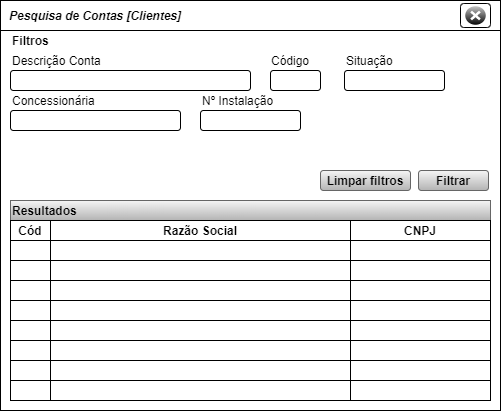 Pesquisa de Contas [Clientes]
Filtros
Descrição Conta Código Situação
Concessionária Nº Instalação
Limpar filtros Filtrar
Resultados
Cód Razão Social CNPJ